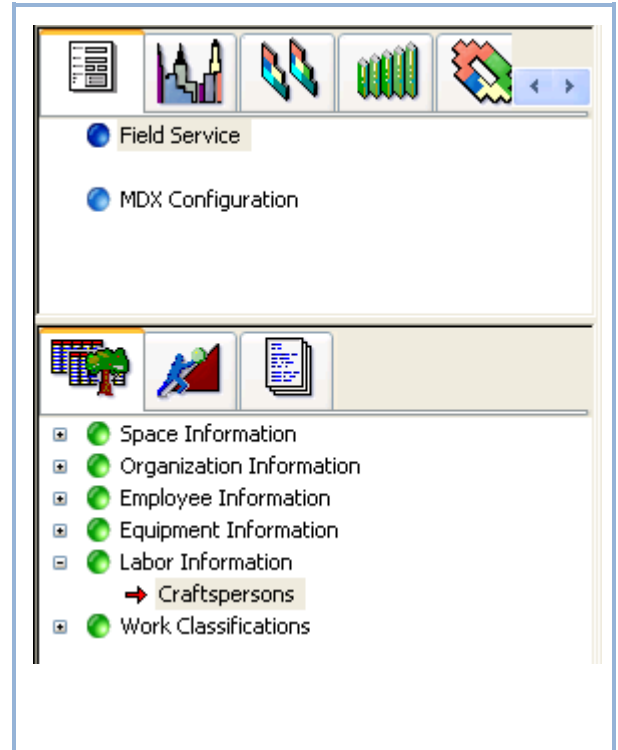 Field Service
MDX Configuration
Space Information
Organization Information
Employee Information
Equipment Information
Labor Information
Craftspersons
Work Classifications